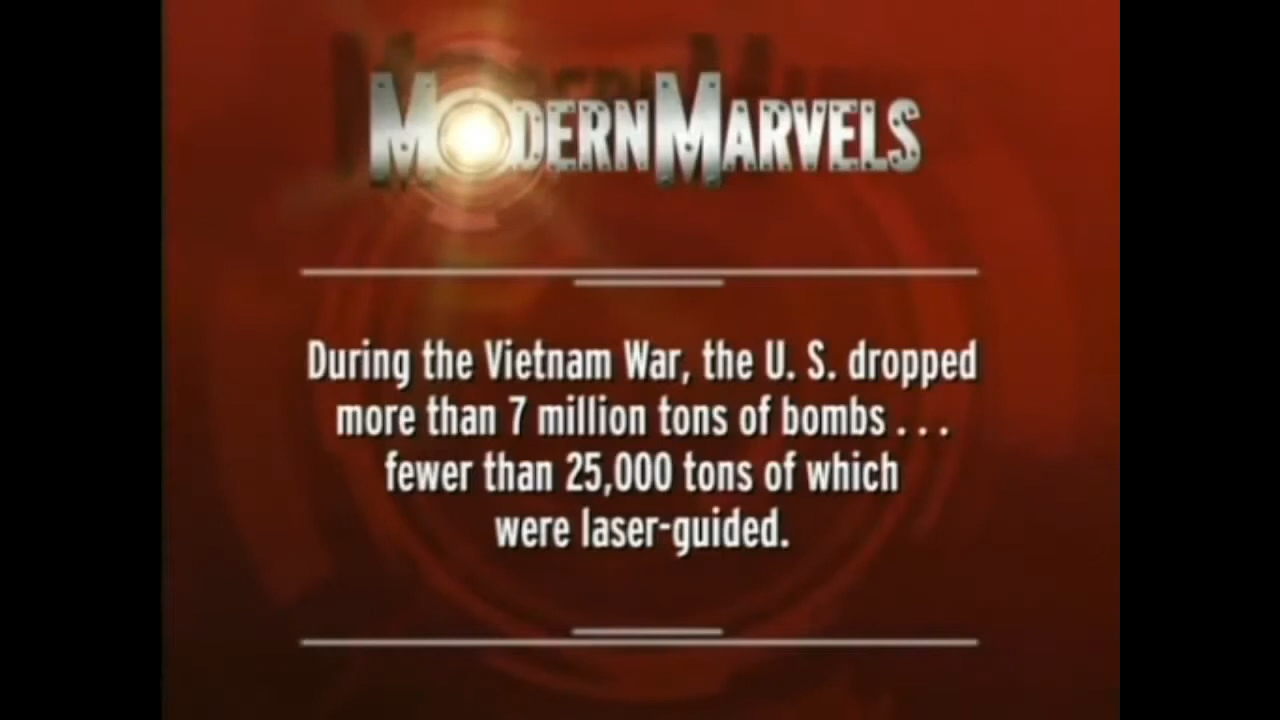 MODERN MARVELS
During the Vietnam War, the U. S. dropped
more than 7 million tons of bombs . . .
fewer than 25,000 tons of which
were laser-guided.